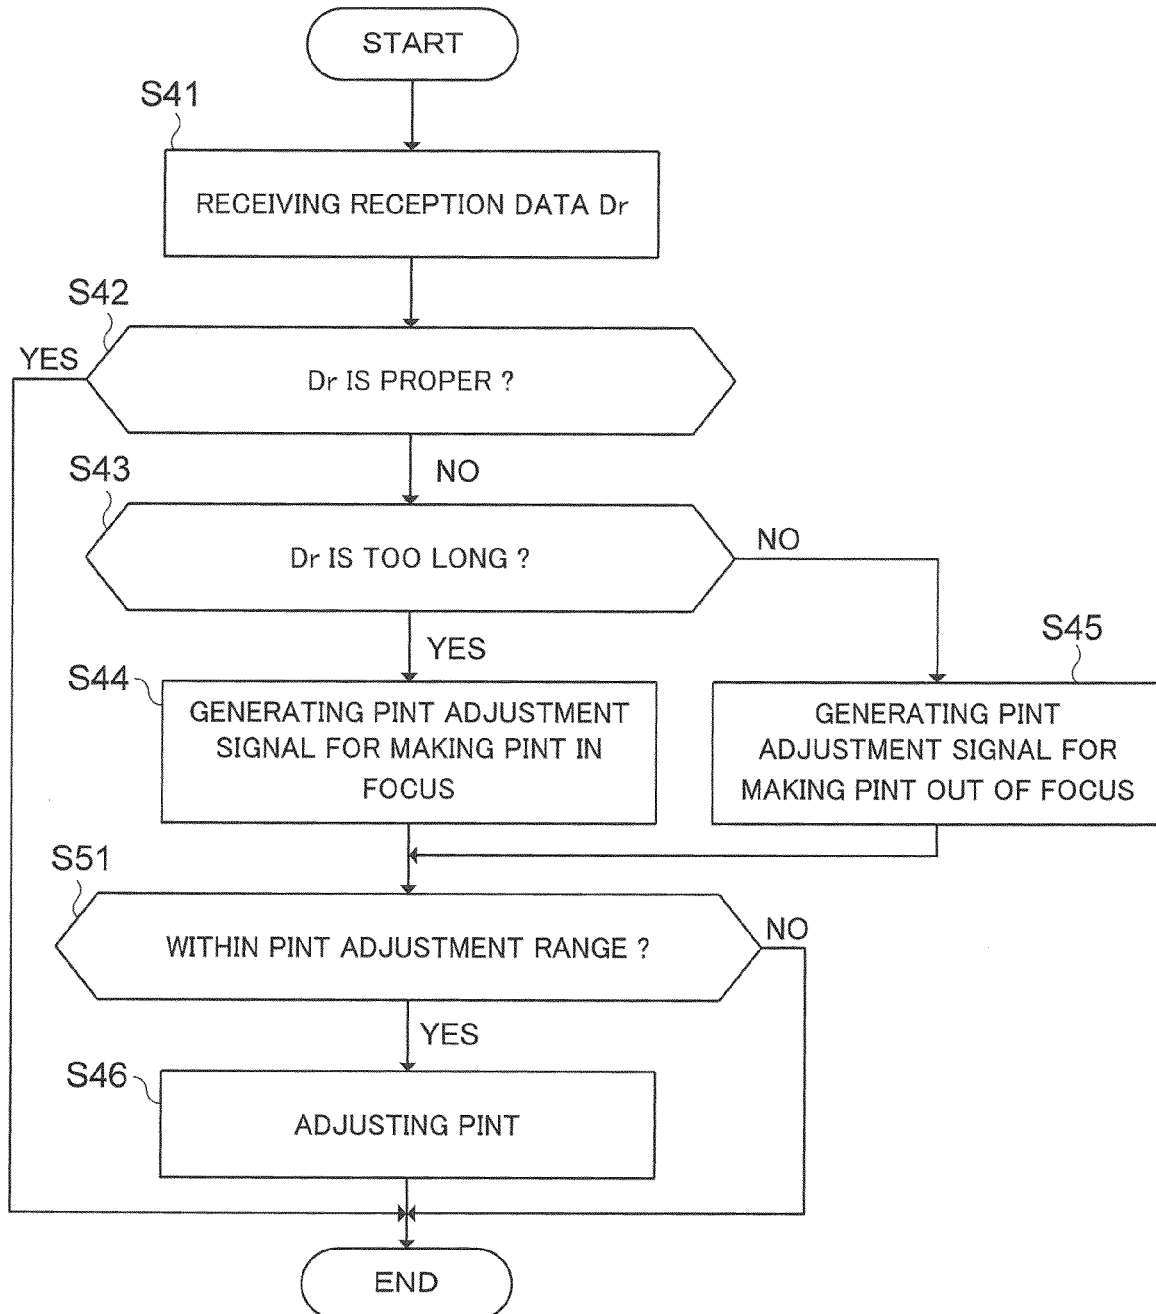 START
S41
RECEIVING RECEPTION DATA Dr
S42
YES
Dr IS PROPER ?
NO
S43
Dr IS TOO LONG ?
NO
YES
S44
GENERATING PINT ADJUSTMENT
SIGNAL FOR MAKING PINT IN
FOCUS
S45
GENERATING PINT
ADJUSTMENT SIGNAL FOR
MAKING PINT OUT OF FOCUS
S51
WITHIN PINT ADJUSTMENT RANGE ?
NO
YES
S46
ADJUSTING PINT
END